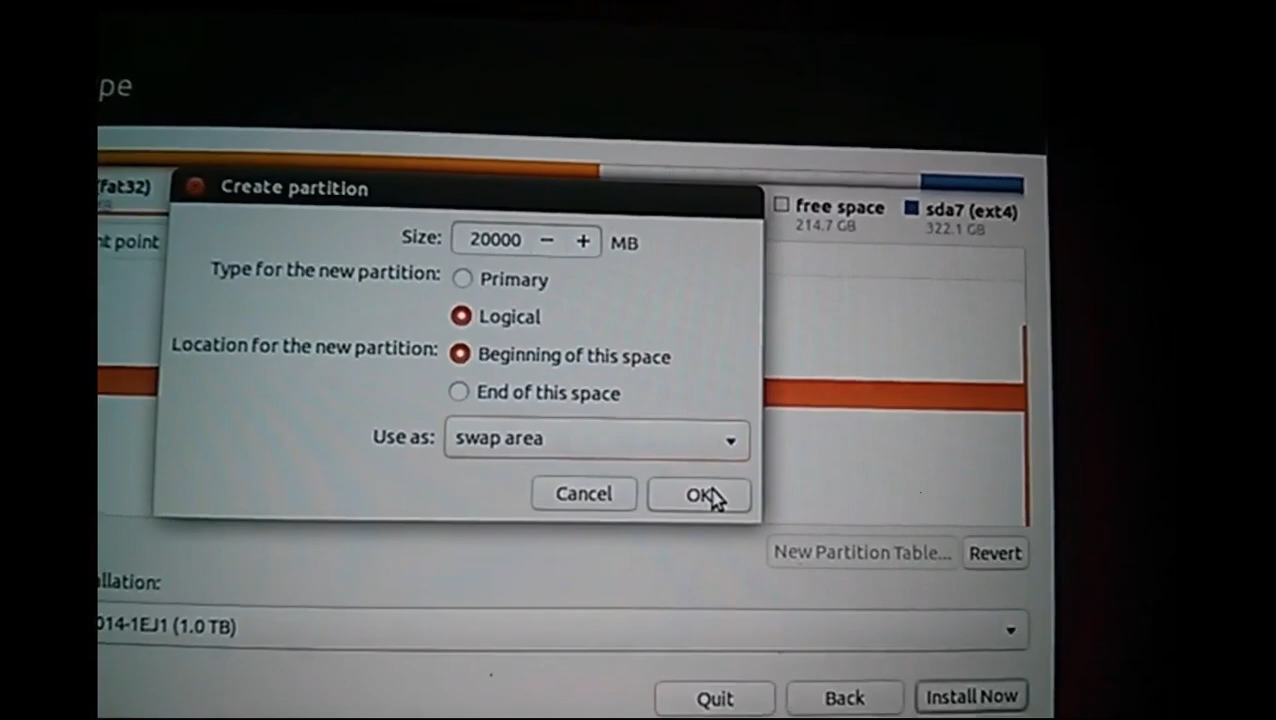 pe
fat32)
Create partition
free space
214.7 GB
sda7 (ext4)
322.1 GB
point
Size: 20000 − + MB
Type for the new partition: Primary
Logical
Location for the new partition: Beginning of this space
End of this space
Use as: swap area
Cancel OK
New Partition Table... Revert
allation:
014-1EJ1 (1.0 TB)
Quit Back Install Now